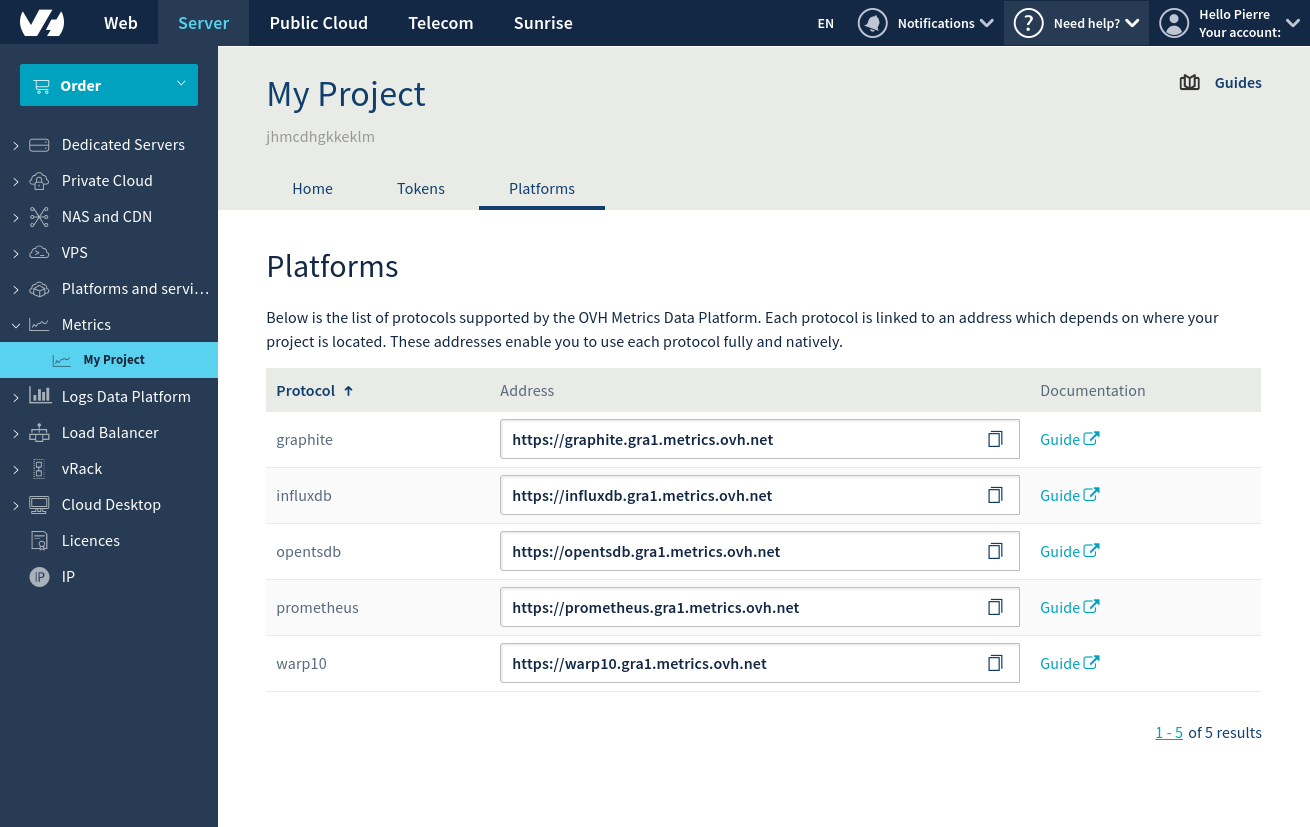 Web Server Public Cloud Telecom Sunrise EN Notifications Need help? Hello Pierre
Your account:
Order
Dedicated Servers
Private Cloud
NAS and CDN
VPS
Platforms and servi...
Metrics
My Project
Logs Data Platform
Load Balancer
vRack
Cloud Desktop
Licences
IP IP
My Project
Guides
jhmcdhgkkeklm
Home Tokens Platforms
Platforms
Below is the list of protocols supported by the OVH Metrics Data Platform. Each protocol is linked to an address which depends on where your
project is located. These addresses enable you to use each protocol fully and natively.
Protocol Address Documentation
graphite https://graphite.gra1.metrics.ovh.net Guide
influxdb https://influxdb.gra1.metrics.ovh.net Guide
opentsdb https://opentsdb.gra1.metrics.ovh.net Guide
prometheus https://prometheus.gra1.metrics.ovh.net Guide
warp10 https://warp10.gra1.metrics.ovh.net Guide
1 - 5 of 5 results